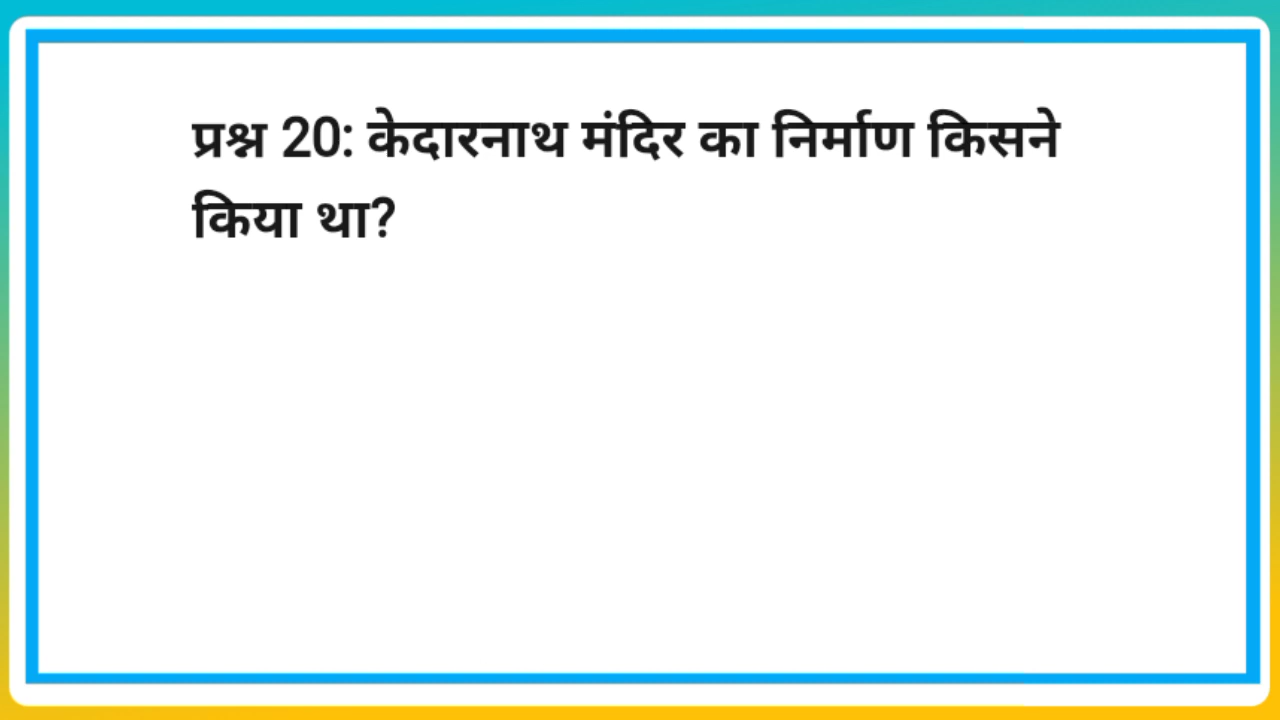 प्रश्न 20: केदारनाथ मंदिर का निर्माण किसने
किया था?